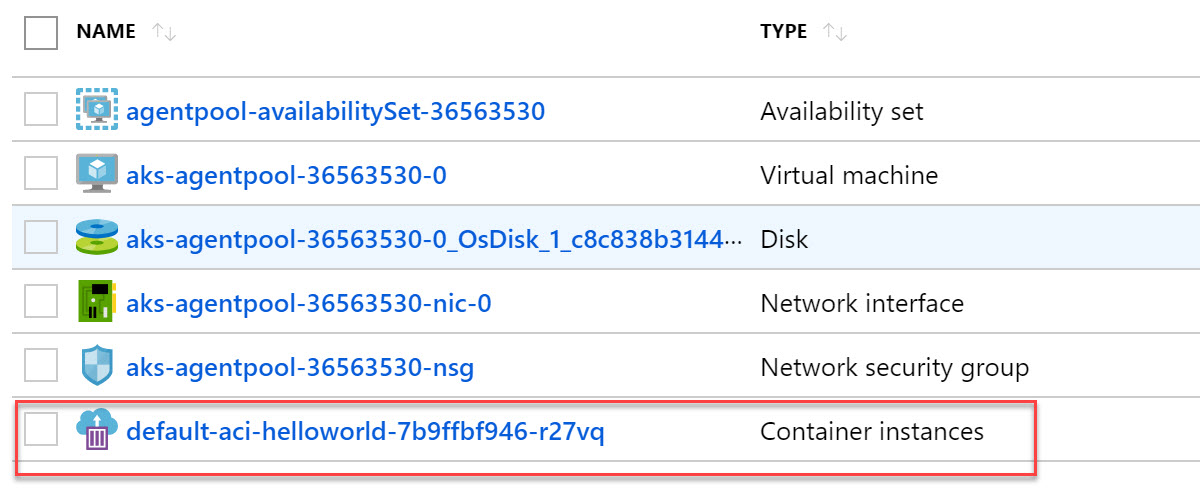 NAME ↑↓ TYPE ↑↓
agentpool-availabilitySet-36563530 Availability set
aks-agentpool-36563530-0 Virtual machine
aks-agentpool-36563530-0_OsDisk_1_c8c838b3144··· Disk
aks-agentpool-36563530-nic-0 Network interface
aks-agentpool-36563530-nsg Network security group
default-aci-helloworld-7b9ffbf946-r27vq Container instances